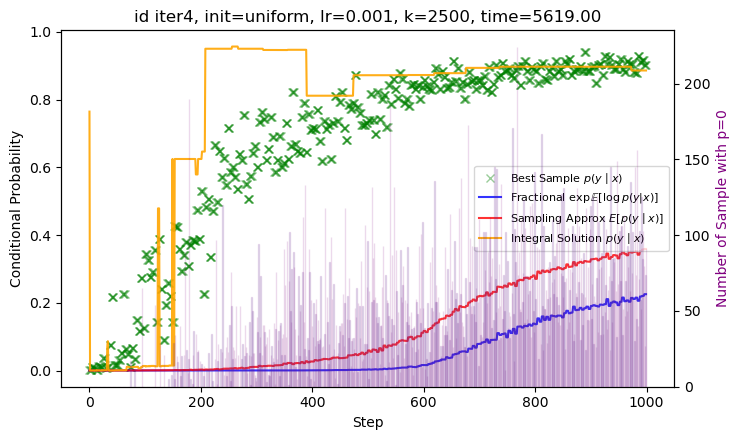 id iter4, init=uniform, lr=0.001, k=2500, time=5619.00
Conditional Probability
1.0
0.8
0.6
0.4
0.2
0.0
200
150
100
50
0
Number of Sample with p=0
Best Sample p(y | x)
Fractional exp 𝔼[log p(y|x)]
Sampling Approx E[p(y | x)]
Integral Solution p(y | x)
0
200
400
600
800
1000
Step